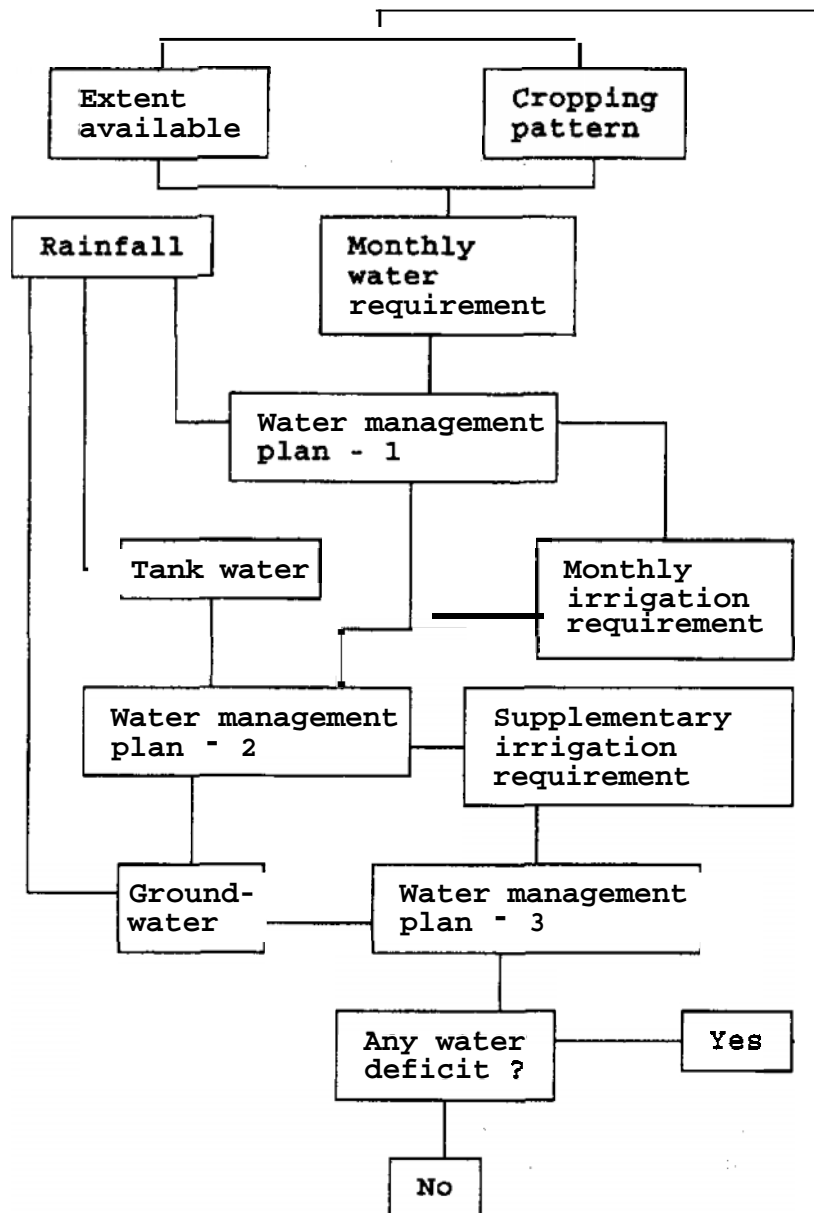 Extent
available
Cropping
pattern
Rainfall
Monthly
water
requirement
Water management
plan - 1
Tank water
Monthly
irrigation
requirement
Water management
plan - 2
Supplementary
irrigation
requirement
Ground-
water
Water management
plan - 3
Any water
deficit ?
Yes
No